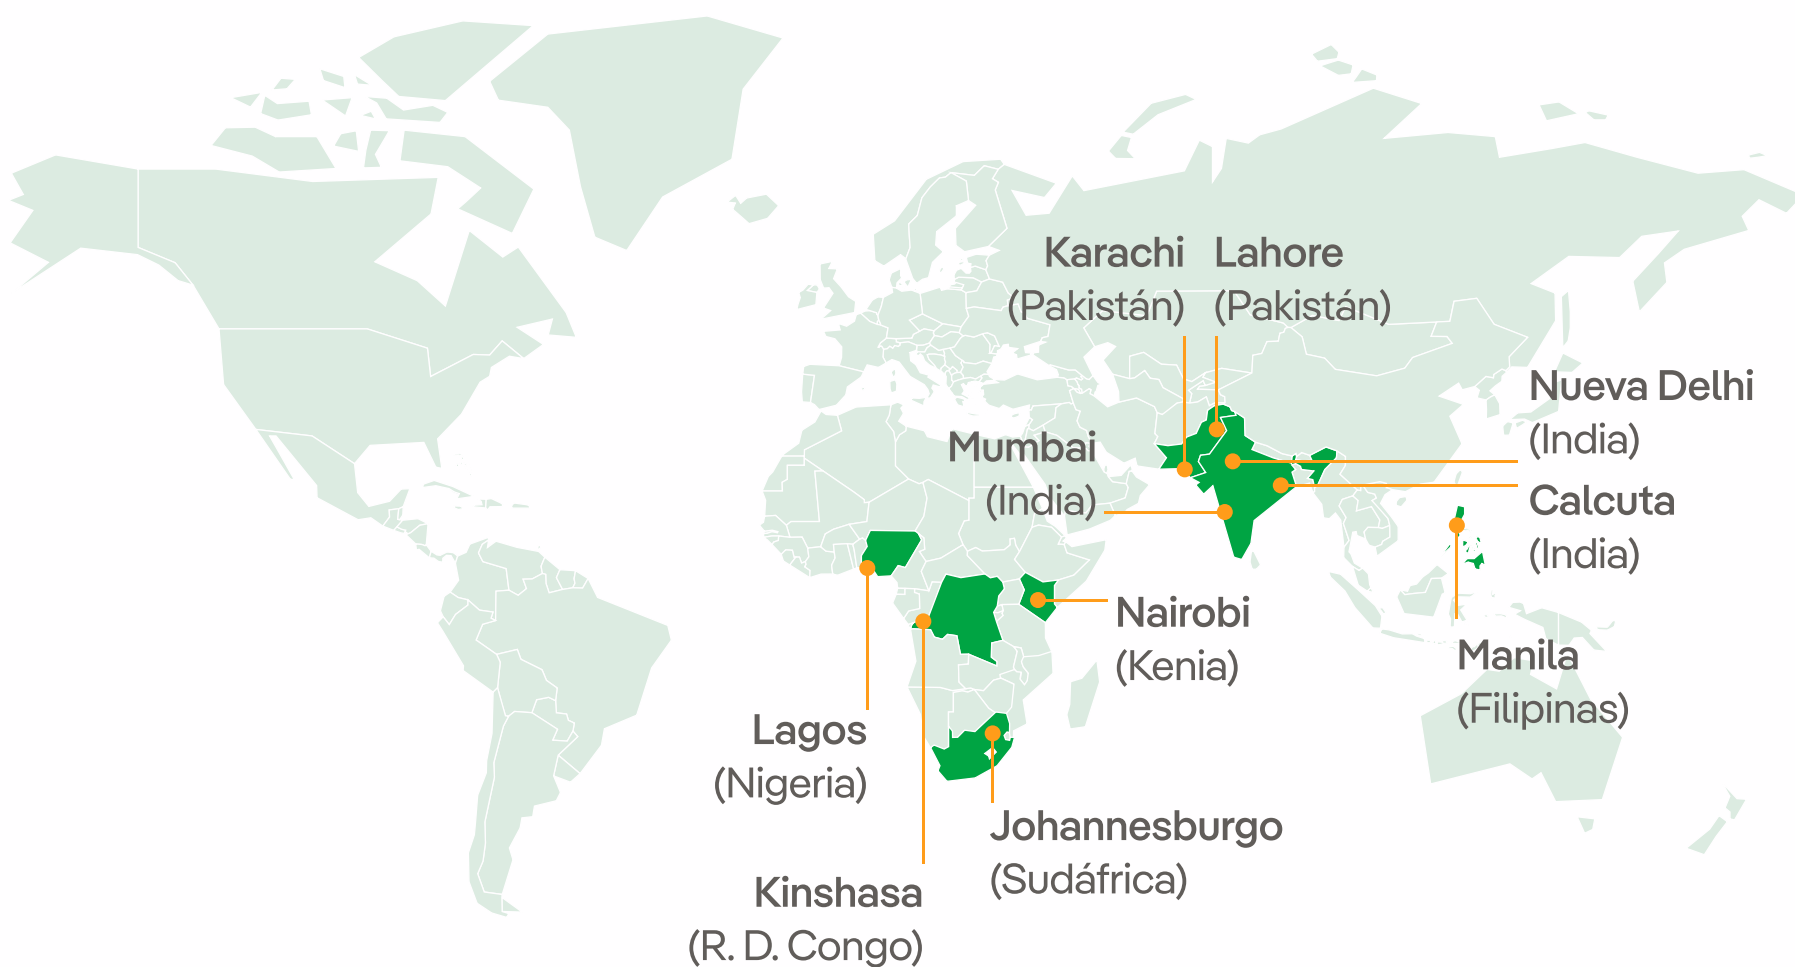 Karachi
(Pakistán)
Lahore
(Pakistán)
Nueva Delhi
(India)
Mumbai
(India)
Calcuta
(India)
Nairobi
(Kenia)
Manila
(Filipinas)
Lagos
(Nigeria)
Johannesburgo
(Sudáfrica)
Kinshasa
(R. D. Congo)